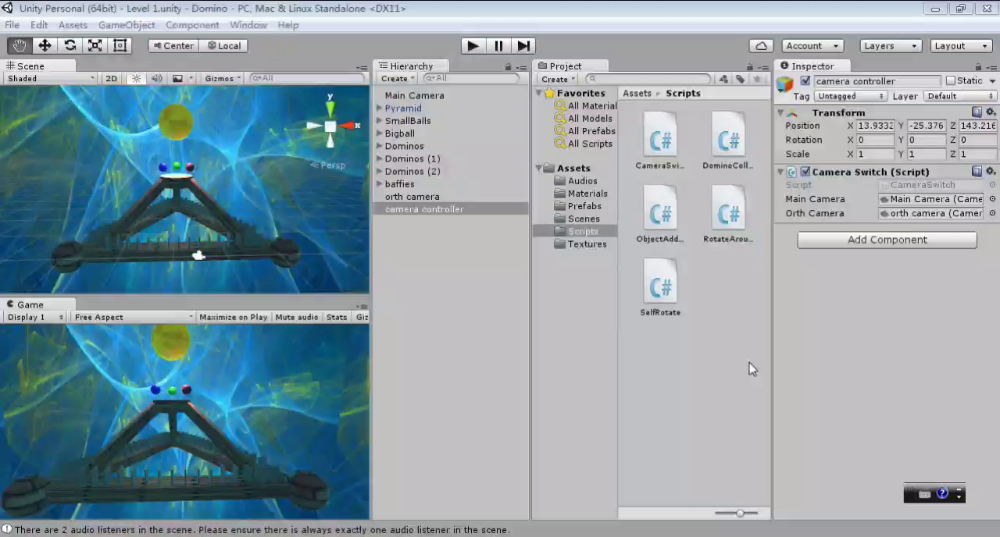 Unity Personal (64bit) - Level 1.unity - Domino - PC, Mac & Linux Standalone <DX11>
File Edit Assets GameObject Component Window Help
Center Local Account Layers Layout
Scene
Shaded 2D Gizmos All
y
x
Persp
Game
Display 1 Free Aspect Maximize on Play Mute audio Stats Giz
Hierarchy
Create All
Main Camera
Pyramid
SmallBalls
Bigball
Dominos
Dominos (1)
Dominos (2)
baffies
orth camera
camera controller
Project
Create
Favorites
All Material
All Models
All Prefabs
All Scripts
Assets
Audios
Materials
Prefabs
Scenes
Scripts
Textures
Assets Scripts
C# C#
CameraSwi... DominoColl...
C# C#
ObjectAdd... RotateArou...
C#
SelfRotate
Inspector
camera controller Static
Tag Untagged Layer Default
Transform
Position X 13.9332 Y -25.376 Z 143.216
Rotation X 0 Y 0 Z 0
Scale X 1 Y 1 Z 1
Camera Switch (Script)
Script CameraSwitch
Main Camera Main Camera (Came
Orth Camera orth camera (Camer
Add Component
There are 2 audio listeners in the scene. Please ensure there is always exactly one audio listener in the scene.